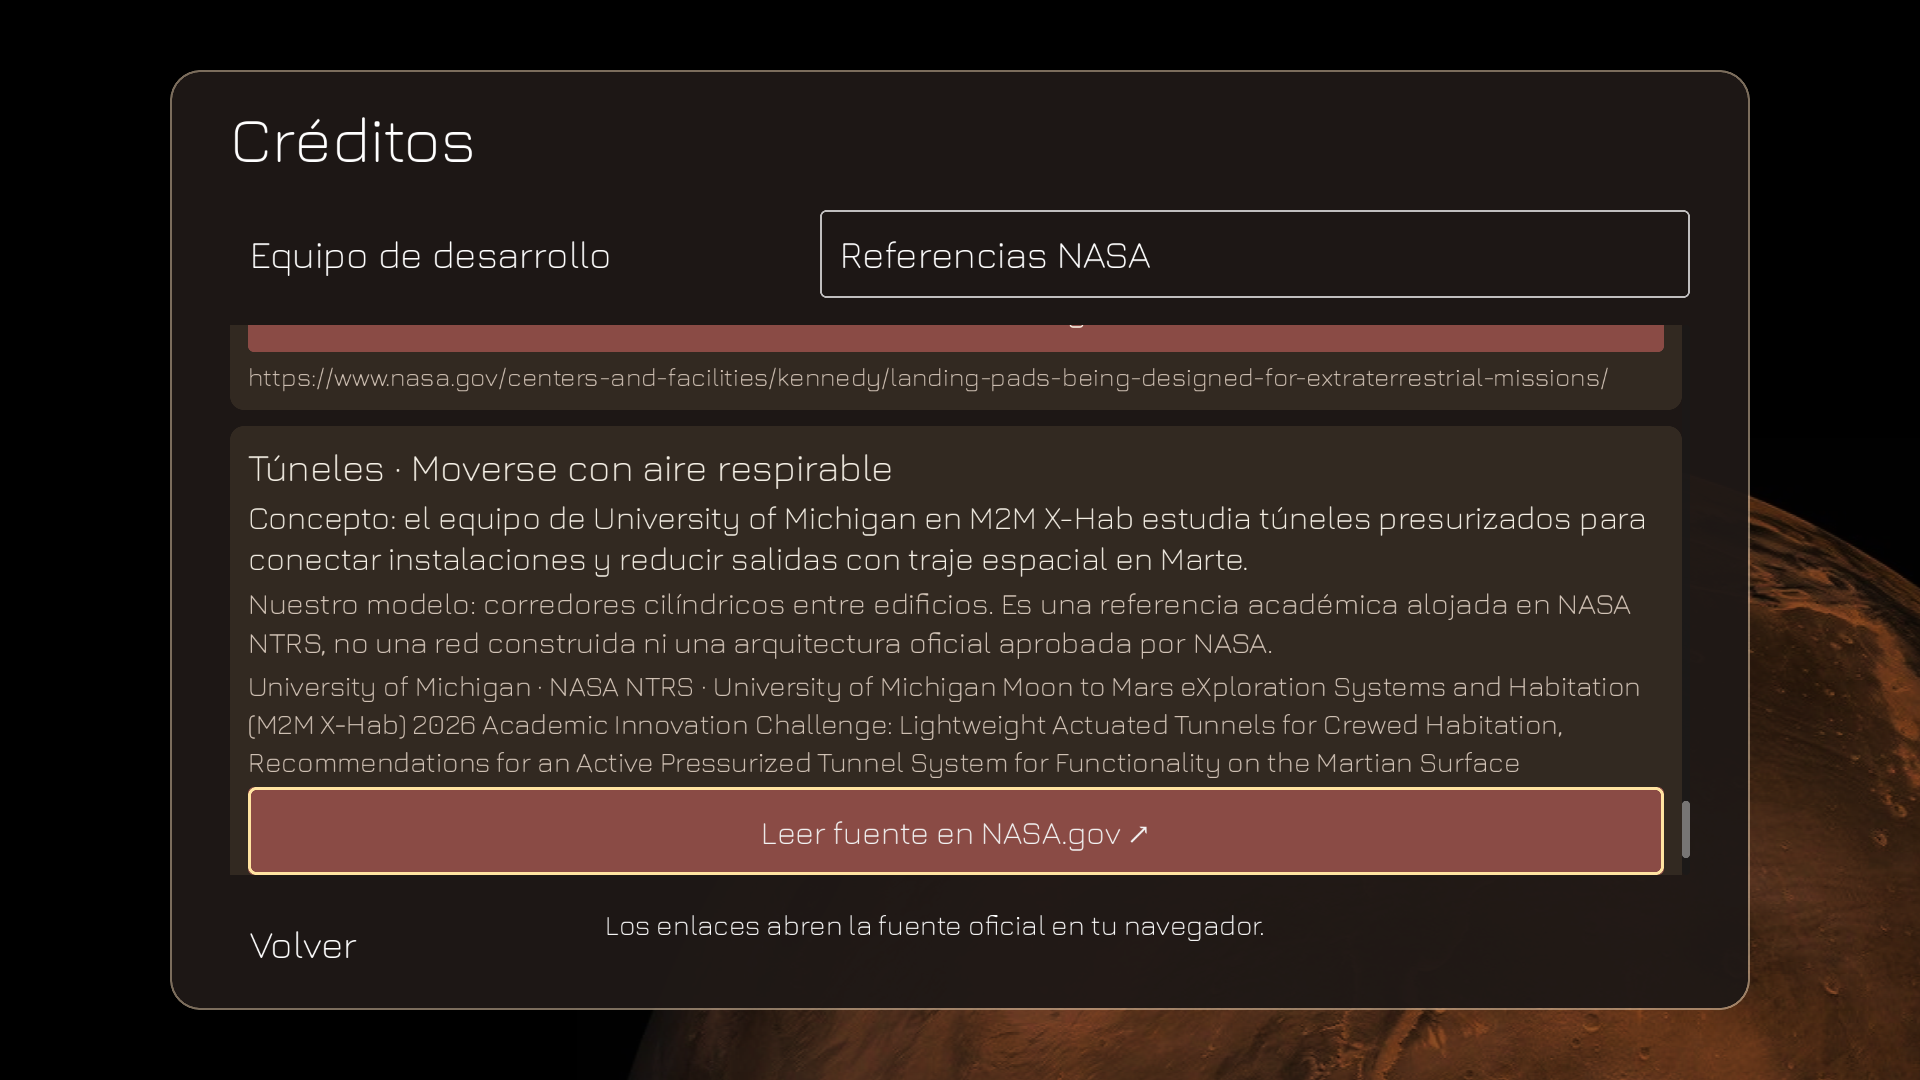 Créditos
Equipo de desarrollo
Referencias NASA
https://www.nasa.gov/centers-and-facilities/kennedy/landing-pads-being-designed-for-extraterrestrial-missions/
Túneles · Moverse con aire respirable
Concepto: el equipo de University of Michigan en M2M X-Hab estudia túneles presurizados para
conectar instalaciones y reducir salidas con traje espacial en Marte.
Nuestro modelo: corredores cilíndricos entre edificios. Es una referencia académica alojada en NASA
NTRS, no una red construida ni una arquitectura oficial aprobada por NASA.
University of Michigan · NASA NTRS · University of Michigan Moon to Mars eXploration Systems and Habitation
(M2M X-Hab) 2026 Academic Innovation Challenge: Lightweight Actuated Tunnels for Crewed Habitation,
Recommendations for an Active Pressurized Tunnel System for Functionality on the Martian Surface
Leer fuente en NASA.gov ↗
Los enlaces abren la fuente oficial en tu navegador.
Volver